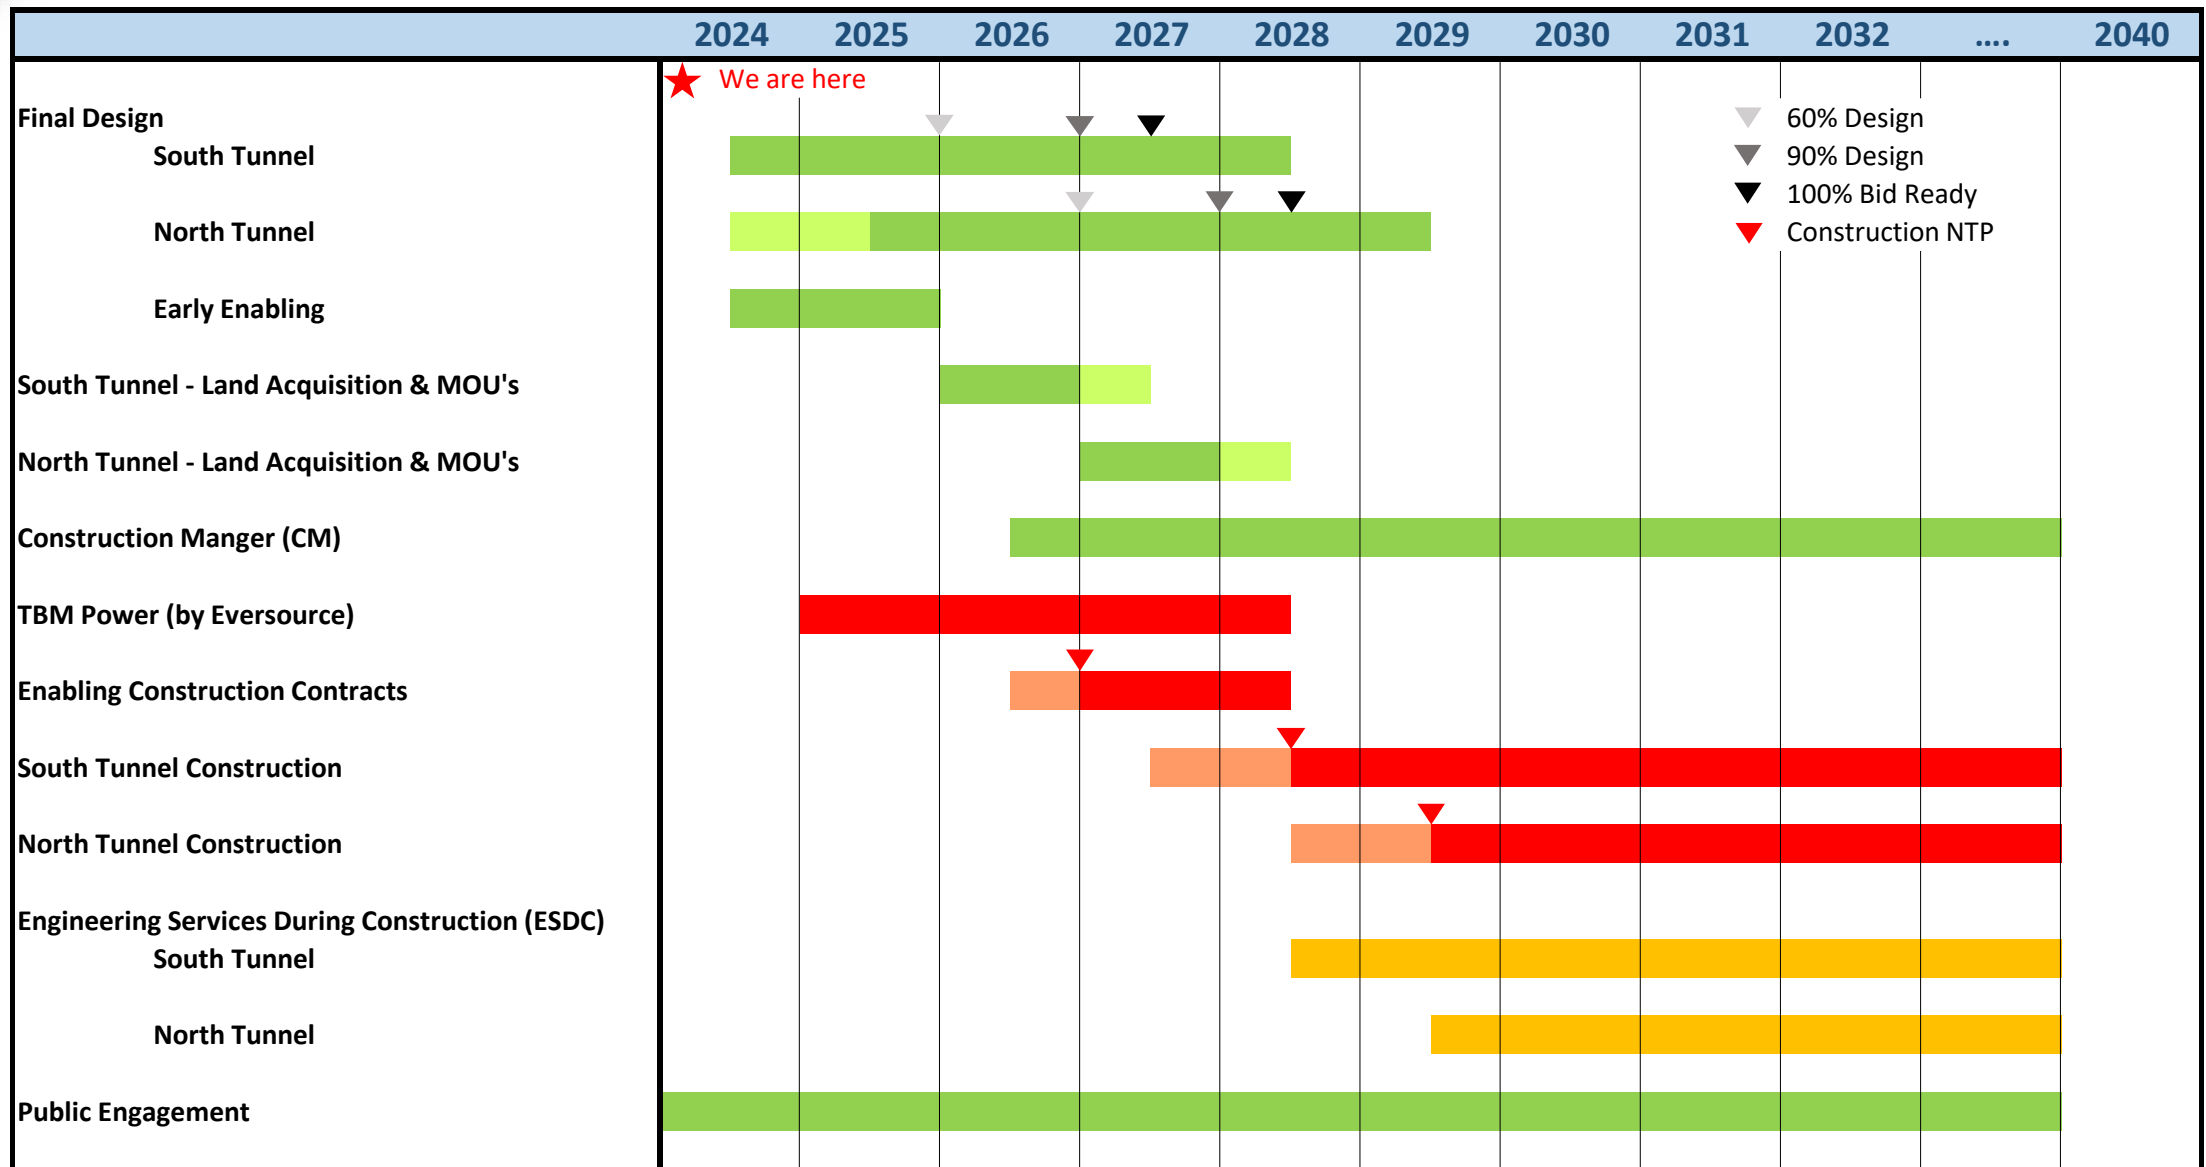 2024 2025 2026 2027 2028 2029 2030 2031 2032 .... 2040
We are here
Final Design
60% Design
South Tunnel
90% Design
100% Bid Ready
North Tunnel
Construction NTP
Early Enabling
South Tunnel - Land Acquisition & MOU's
North Tunnel - Land Acquisition & MOU's
Construction Manger (CM)
TBM Power (by Eversource)
Enabling Construction Contracts
South Tunnel Construction
North Tunnel Construction
Engineering Services During Construction (ESDC)
South Tunnel
North Tunnel
Public Engagement